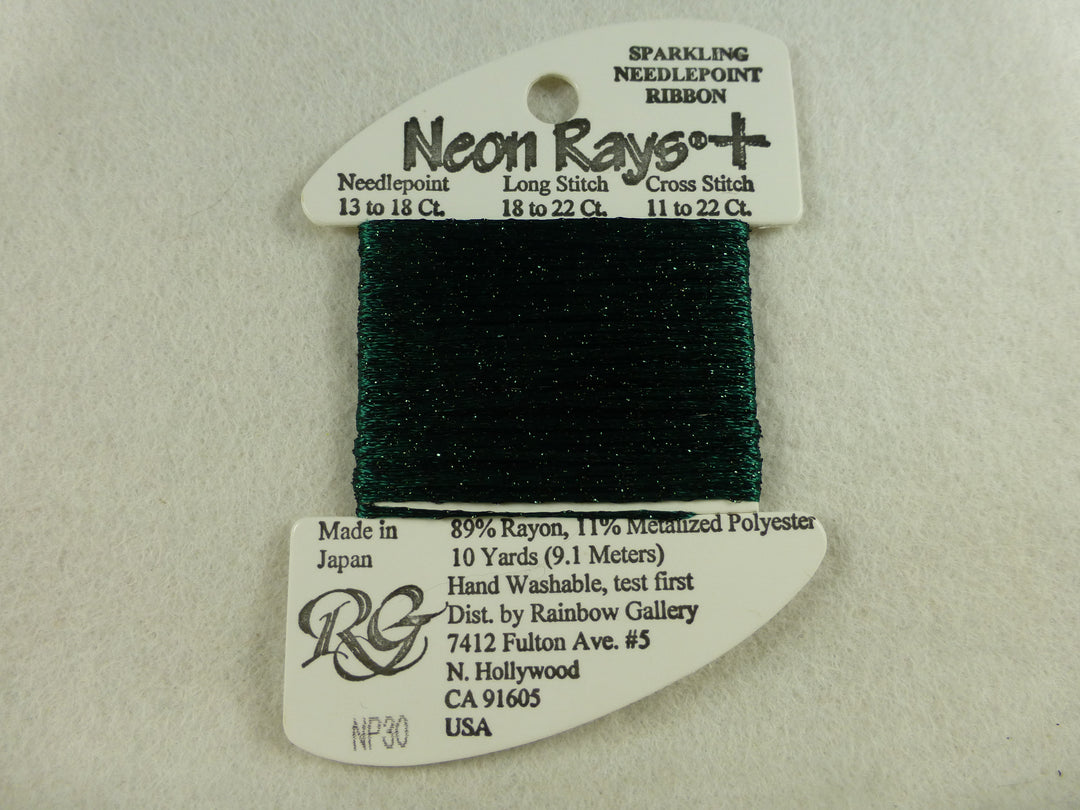 SPARKLING
NEEDLEPOINT
RIBBON
Neon Rays®+
Needlepoint Long Stitch Cross Stitch
13 to 18 Ct. 18 to 22 Ct. 11 to 22 Ct.
Made in
Japan
89% Rayon, 11% Metalized Polyester
10 Yards (9.1 Meters)
Hand Washable, test first
Dist. by Rainbow Gallery
7412 Fulton Ave. #5
N. Hollywood
CA 91605
USA
RG
NP30